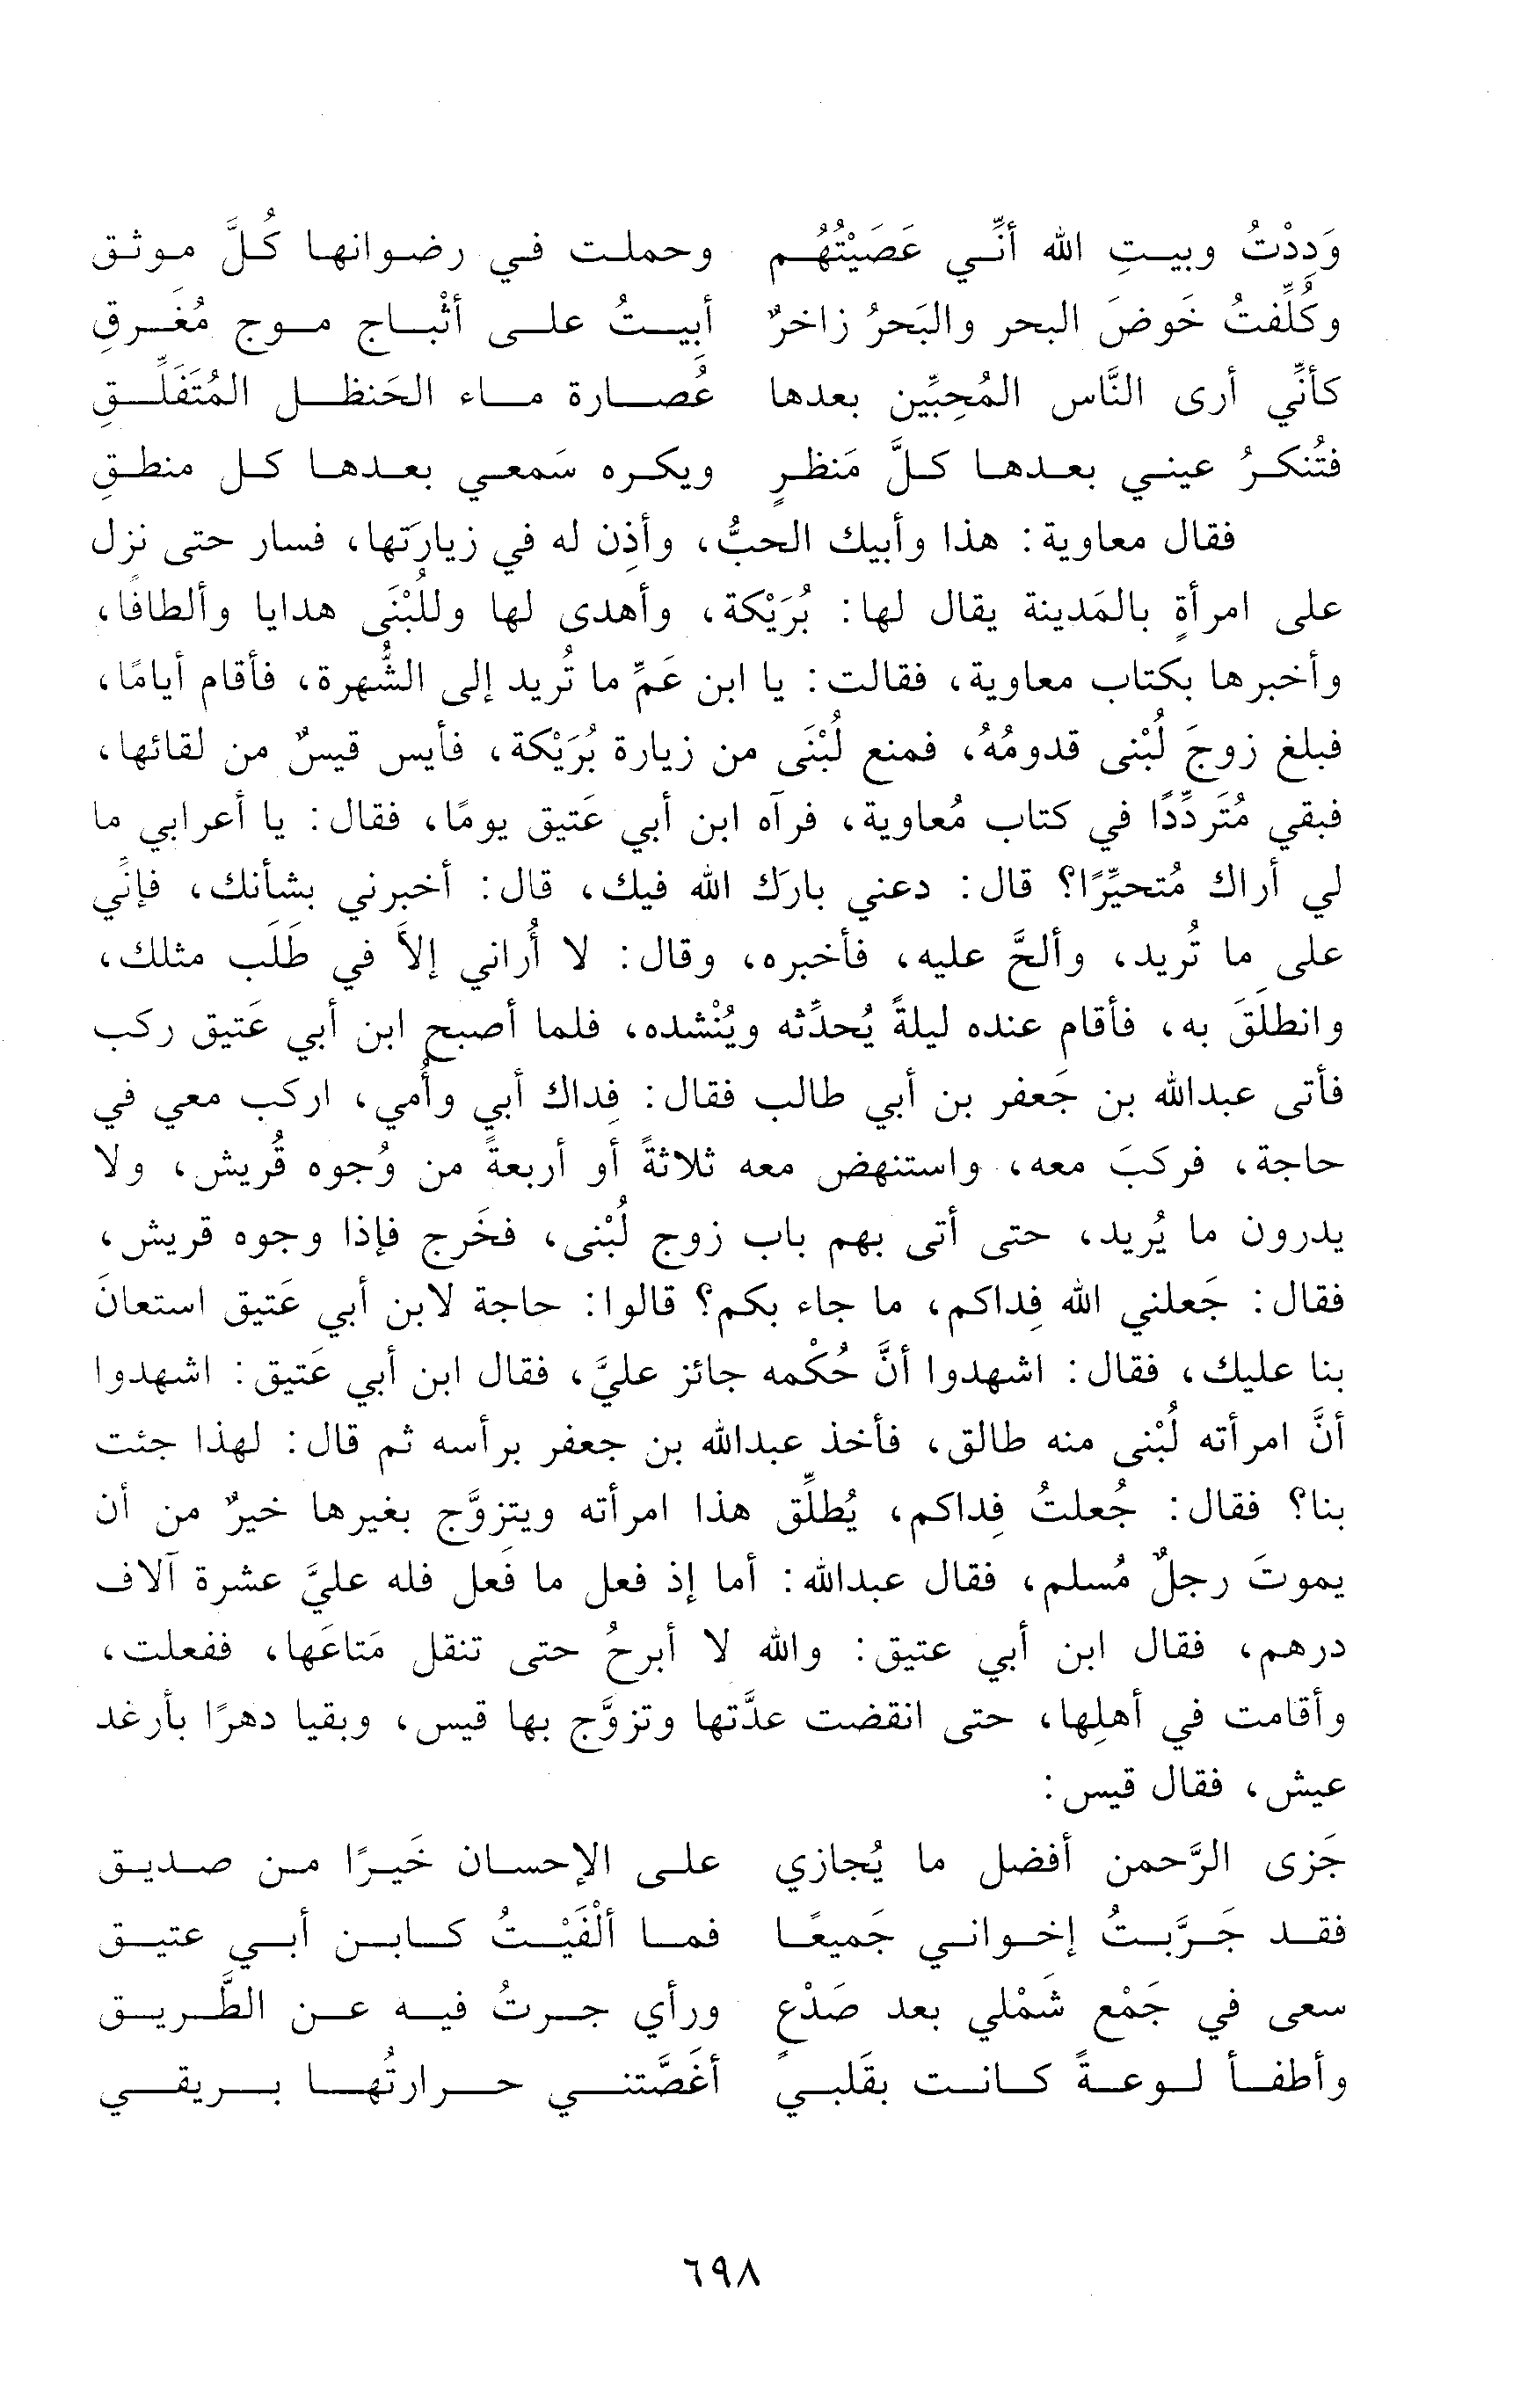 وَدِدْتُ وبيتِ الله أنِّي عَصَيْتُهُم وحملت في رضوانها كُلَّ موثق
وكُلِّفتُ خَوضَ البحر والبَحرُ زاخرٌ أبِيتُ على أثْباج موج مُغَرقِ
كأنِّي أرى النَّاس المُحِبِّين بعدها عُصارة ماء الحَنظل المُتَفَلِّقِ
فتُنكرُ عيني بعدها كلَّ مَنظرٍ ويكره سَمعي بعدها كل منطقِ
فقال معاوية: هذا وأبيك الحبُّ، وأذِن له في زيارَتها، فسار حتى نزل
على امرأةٍ بالمَدينة يقال لها: بُرَيْكة، وأهدى لها وللُبْنَى هدايا وألطافًا،
وأخبرها بكتاب معاوية، فقالت: يا ابن عَمِّ ما تُريد إلى الشُّهرة، فأقام أيامًا،
فبلغ زوجَ لُبْنى قدومُهُ، فمنع لُبْنَى من زيارة بُرَيْكة، فأيس قيسٌ من لقائها،
فبقي مُتَردِّدًا في كتاب مُعاوية، فرآه ابن أبي عَتيق يومًا، فقال: يا أعرابي ما
لي أراك مُتحيِّرًا؟ قال: دعني بارَك الله فيك، قال: أخبرني بشأنك، فإنِّي
على ما تُريد، وألحَّ عليه، فأخبره، وقال: لا أُراني إلاَّ في طَلَب مثلك،
وانطلَقَ به، فأقام عنده ليلةً يُحدِّثه ويُنْشده، فلما أصبح ابن أبي عَتيق ركب
فأتى عبدالله بن جَعفر بن أبي طالب فقال: فِداك أبي وأُمي، اركب معي في
حاجة، فركبَ معه، واستنهض معه ثلاثةً أو أربعةً من وُجوه قُريش، ولا
يدرون ما يُريد، حتى أتى بهم باب زوج لُبْنى، فخَرج فإذا وجوه قريش،
فقال: جَعلني الله فِداكم، ما جاء بكم؟ قالوا: حاجة لابن أبي عَتيق استعانَ
بنا عليك، فقال: اشهدوا أنَّ حُكْمه جائز عليَّ، فقال ابن أبي عَتيق: اشهدوا
أنَّ امرأته لُبْنى منه طالق، فأخذ عبدالله بن جعفر برأسه ثم قال: لهذا جئت
بنا؟ فقال: جُعلتُ فِداكم، يُطلِّق هذا امرأته ويتزوَّج بغيرها خيرٌ من أن
يموتَ رجلٌ مُسلم، فقال عبدالله: أما إذ فعل ما فَعل فله عليَّ عشرة آلاف
درهم، فقال ابن أبي عتيق: والله لا أبرحُ حتى تنقل مَتاعَها، ففعلت،
وأقامت في أهلِها، حتى انقضت عدَّتها وتزوَّج بها قيس، وبقيا دهرًا بأرغد
عيش، فقال قيس:
جَزى الرَّحمن أفضل ما يُجازي على الإحسان خَيرًا من صديق
فقد جَرَّبتُ إخواني جَميعًا فما ألْفَيْتُ كابن أبي عتيق
سعى في جَمْع شَمْلي بعد صَدْعٍ ورأي جرتُ فيه عن الطَّريق
وأطفأ لوعةً كانت بقَلبي أغَصَّتني حرارتُها بريقي
٦٩٨